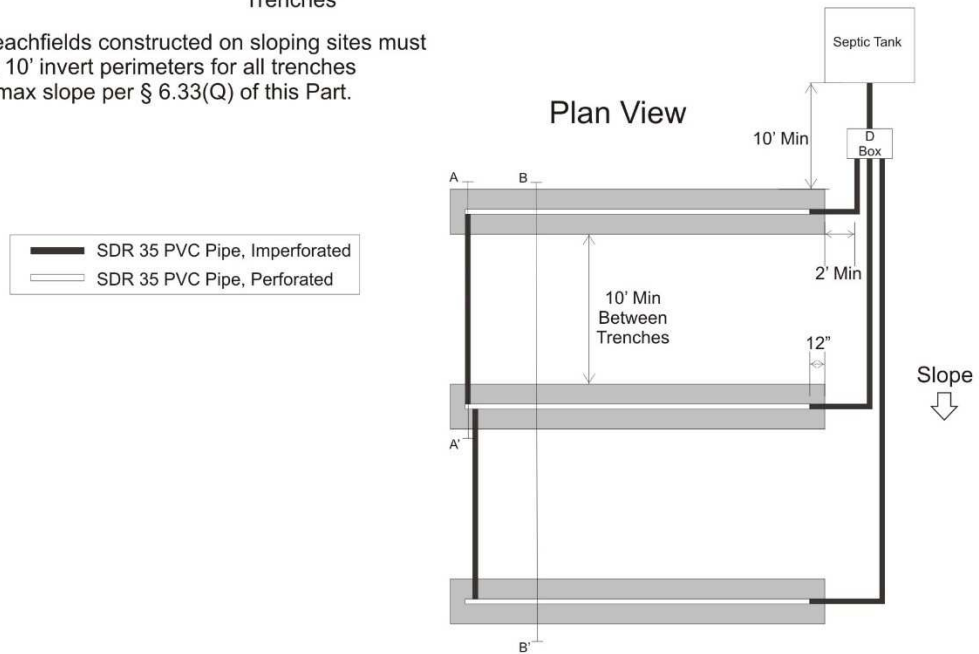 Trenches
eachfields constructed on sloping sites must
10’ invert perimeters for all trenches
max slope per § 6.33(Q) of this Part.
Plan View
Septic Tank
D
Box
10’ Min
A
B
2’ Min
SDR 35 PVC Pipe, Imperforated
SDR 35 PVC Pipe, Perforated
10’ Min
Between
Trenches
12”
Slope
A’
B’